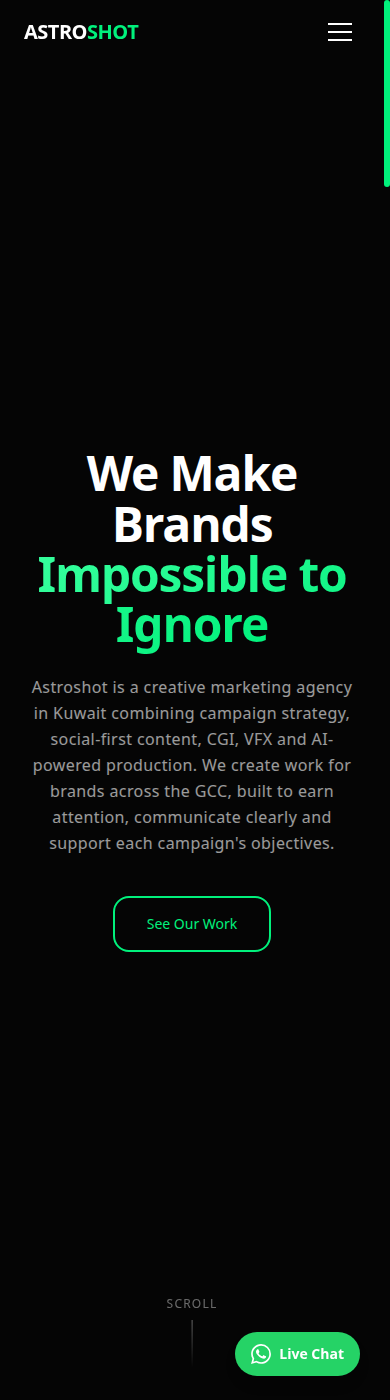 ASTROSHOT
We Make
Brands
Impossible to
Ignore
Astroshot is a creative marketing agency
in Kuwait combining campaign strategy,
social-first content, CGI, VFX and AI-
powered production. We create work for
brands across the GCC, built to earn
attention, communicate clearly and
support each campaign's objectives.
See Our Work
SCROLL
Live Chat